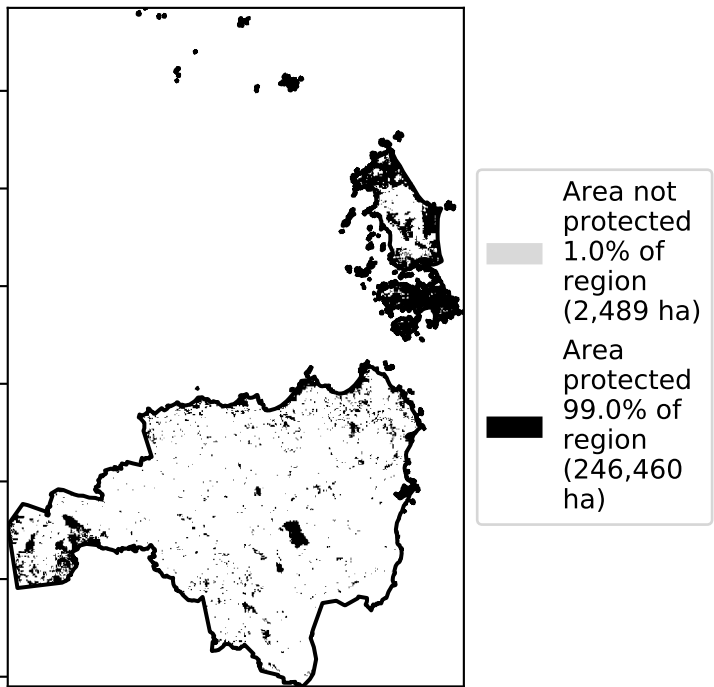 Area not
protected
1.0% of
region
(2,489 ha)
Area
protected
99.0% of
region
(246,460
ha)